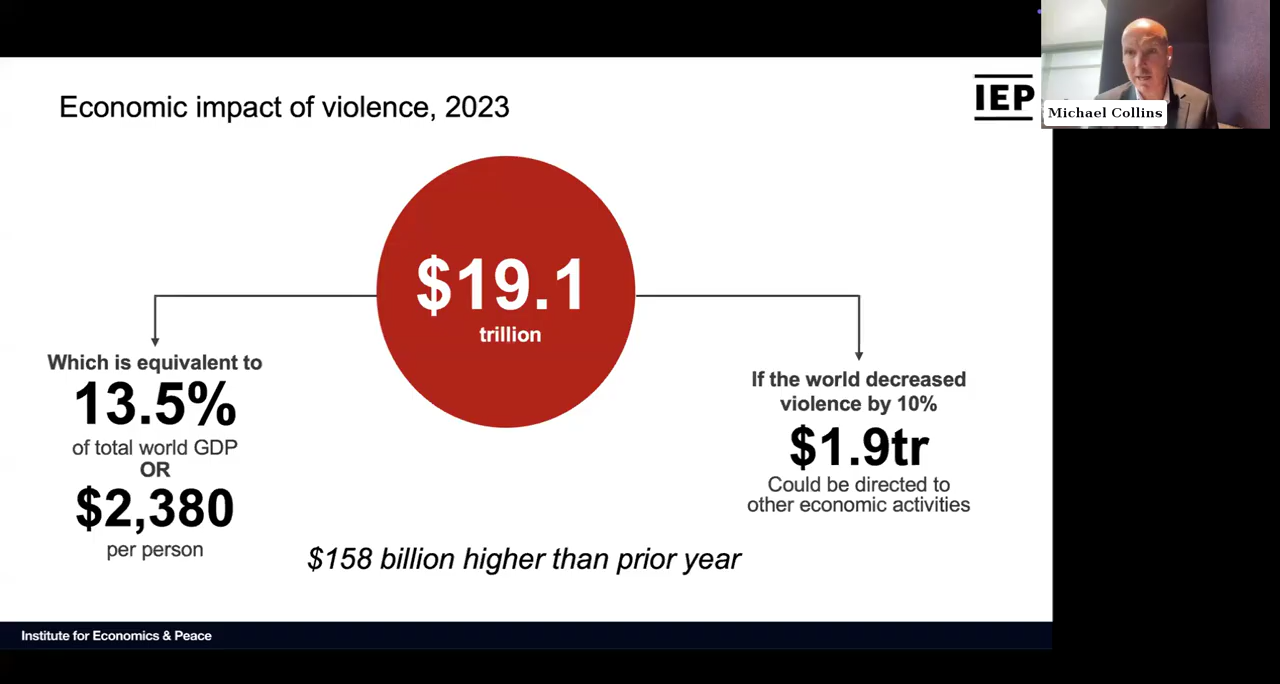 Economic impact of violence, 2023
IEP
Michael Collins
$19.1
trillion
Which is equivalent to
13.5%
of total world GDP
OR
$2,380
per person
If the world decreased
violence by 10%
$1.9tr
Could be directed to
other economic activities
$158 billion higher than prior year
Institute for Economics & Peace